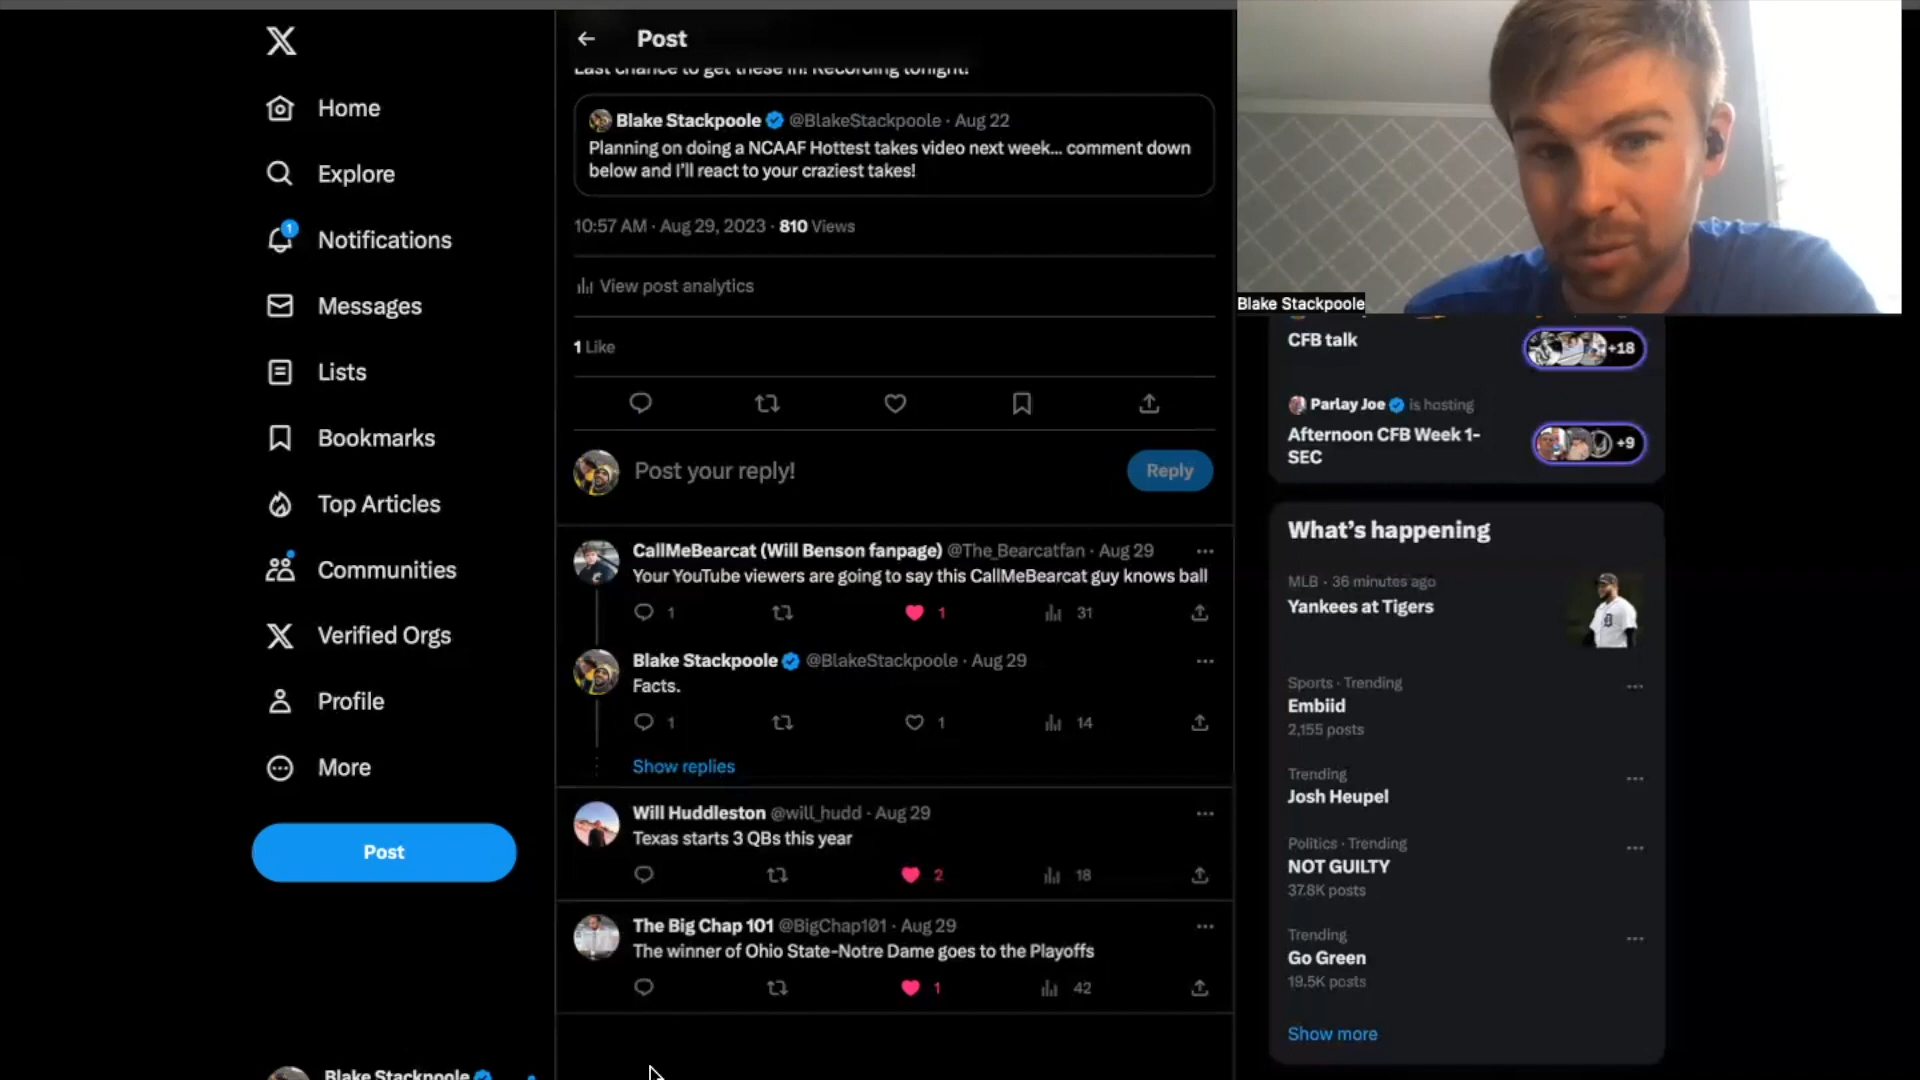 Post
Last chance to get these in! Recording tonight!
Blake Stackpoole @BlakeStackpoole · Aug 22
Planning on doing a NCAAF Hottest takes video next week... comment down
below and I'll react to your craziest takes!
10:57 AM · Aug 29, 2023 · 810 Views
View post analytics
1 Like
Post your reply!
Reply
CallMeBearcat (Will Benson fanpage) @The_Bearcatfan · Aug 29
Your YouTube viewers are going to say this CallMeBearcat guy knows ball
1 1 31
Blake Stackpoole @BlakeStackpoole · Aug 29
Facts.
1 1 14
Show replies
Will Huddleston @will_hudd · Aug 29
Texas starts 3 QBs this year
2 18
The Big Chap 101 @BigChap101 · Aug 29
The winner of Ohio State-Notre Dame goes to the Playoffs
1 42
X
Home
Explore
1
Notifications
Messages
Lists
Bookmarks
Top Articles
Communities
Verified Orgs
Profile
More
Post
Blake Stackpoole
Blake Stackpoole
CFB talk
+18
Parlay Joe is hosting
Afternoon CFB Week 1-
SEC
+9
What's happening
MLB · 36 minutes ago
Yankees at Tigers
Sports · Trending
Embiid
2,155 posts
Trending
Josh Heupel
Politics · Trending
NOT GUILTY
37.8K posts
Trending
Go Green
19.5K posts
Show more